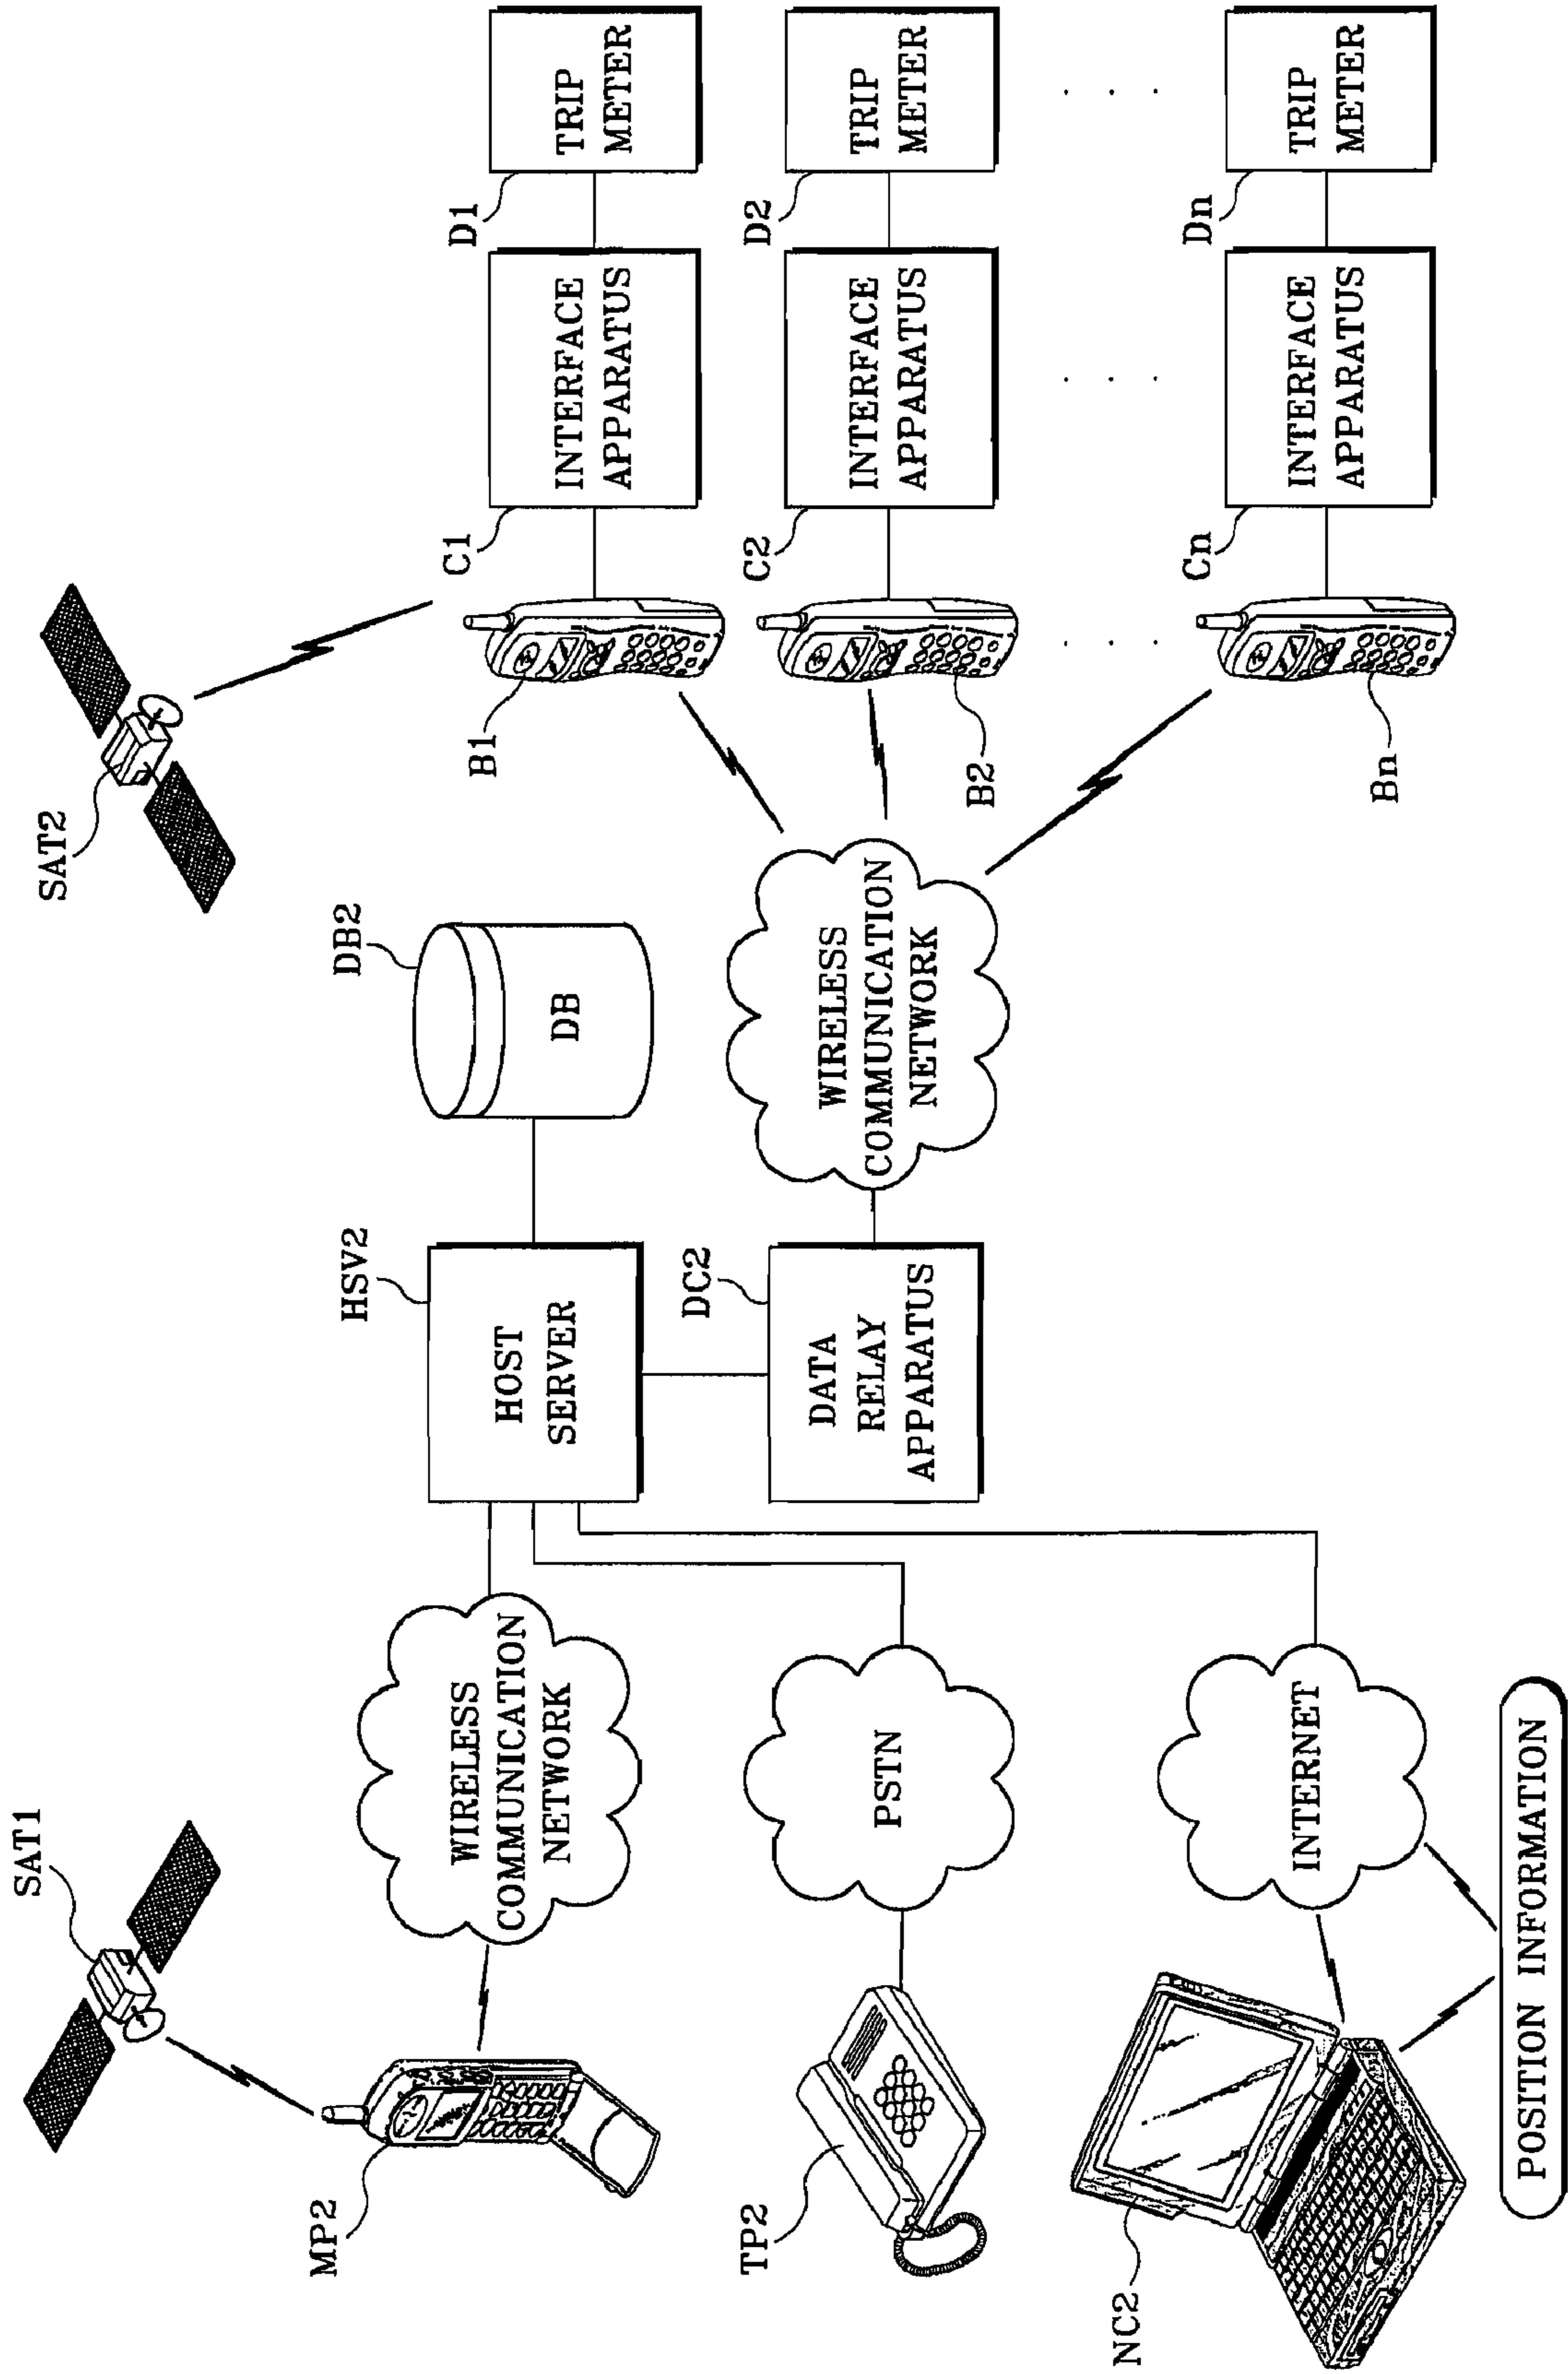 SAT1
MP2
WIRELESS
COMMUNICATION
NETWORK
TP2
PSTN
NC2
INTERNET
POSITION INFORMATION
HSV2
HOST
SERVER
DC2
DATA
RELAY
APPARATUS
DB2
DB
WIRELESS
COMMUNICATION
NETWORK
SAT2
B1
C1
INTERFACE
APPARATUS
D1
TRIP
METER
B2
C2
INTERFACE
APPARATUS
D2
TRIP
METER
. . .
. . .
. . .
Bn
Cn
INTERFACE
APPARATUS
Dn
TRIP
METER